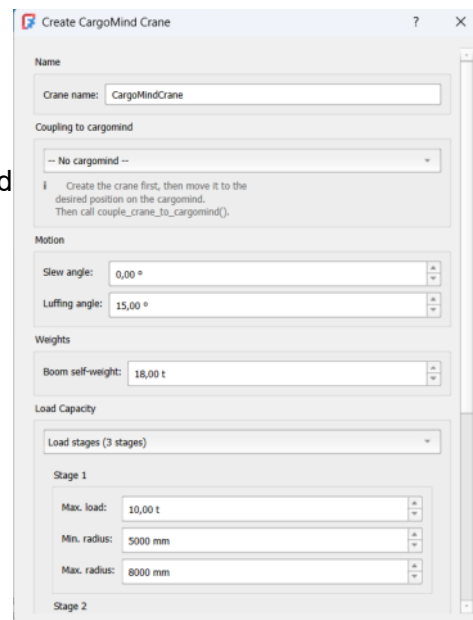 Create CargoMind Crane ? ×
Name
Crane name: CargoMindCrane
Coupling to cargomind
-- No cargomind --
d
i Create the crane first, then move it to the
desired position on the cargomind.
Then call couple_crane_to_cargomind().
Motion
Slew angle: 0,00 °
Luffing angle: 15,00 °
Weights
Boom self-weight: 18,00 t
Load Capacity
Load stages (3 stages)
Stage 1
Max. load: 10,00 t
Min. radius: 5000 mm
Max. radius: 8000 mm
Stage 2